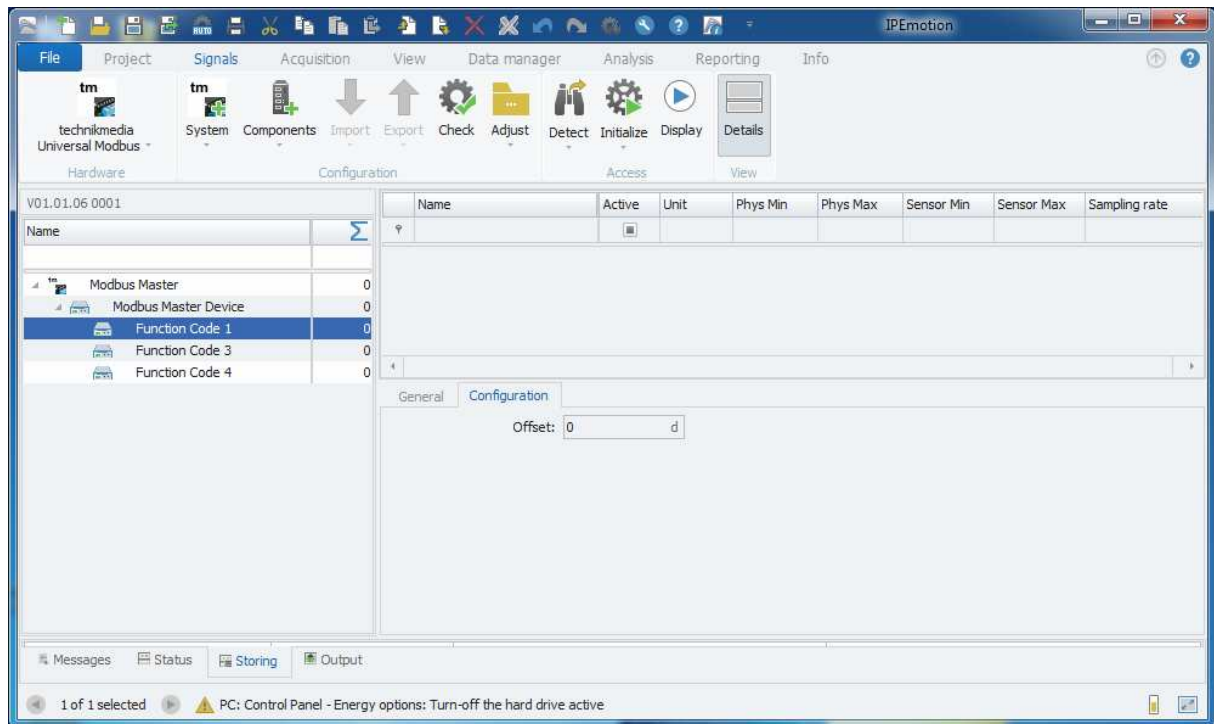 AUTO IPEmotion
File Project Signals Acquisition View Data manager Analysis Reporting Info
tm tm
technikmedia System Components Import Export Check Adjust Detect Initialize Display Details
Universal Modbus
Hardware Configuration Access View
V01.01.06 0001
Name Active Unit Phys Min Phys Max Sensor Min Sensor Max Sampling rate
Name Σ
tm Modbus Master 0
Modbus Master Device 0
Function Code 1 0
Function Code 3 0
Function Code 4 0
General Configuration
Offset: 0 d
Messages Status Storing Output
1 of 1 selected PC: Control Panel - Energy options: Turn-off the hard drive active